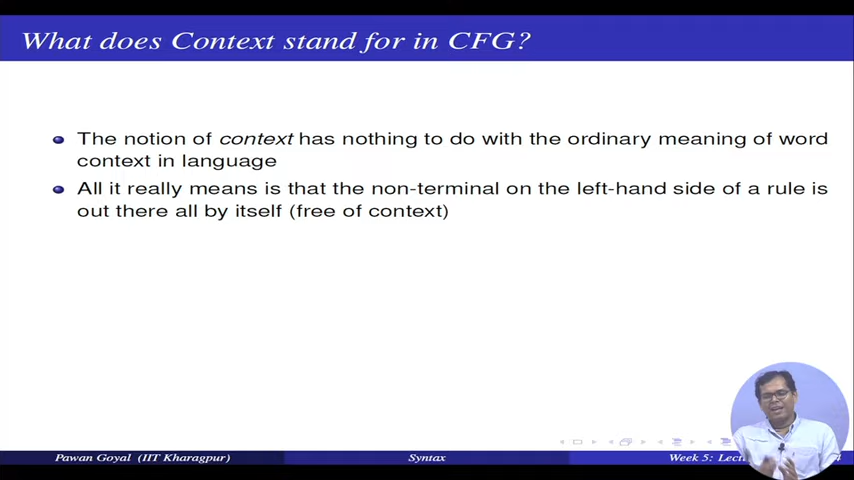 What does Context stand for in CFG?
The notion of context has nothing to do with the ordinary meaning of word
context in language
All it really means is that the non-terminal on the left-hand side of a rule is
out there all by itself (free of context)
Pawan Goyal (IIT Kharagpur)
Syntax
Week 5: